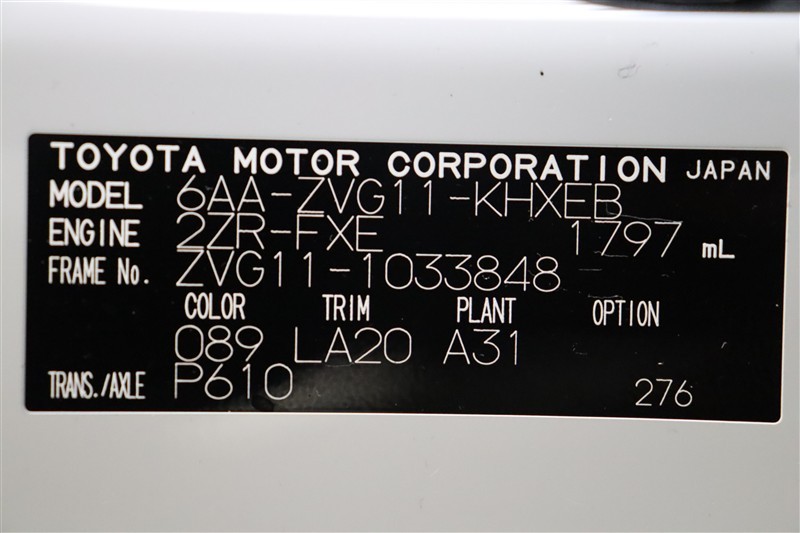 TOYOTA MOTOR CORPORATION JAPAN
MODEL 6AA-ZVG11-KHXEB
ENGINE 2ZR-FXE 1797 mL
FRAME No. ZVG11-1033848
COLOR TRIM PLANT OPTION
089 LA20 A31
TRANS./AXLE P610 276